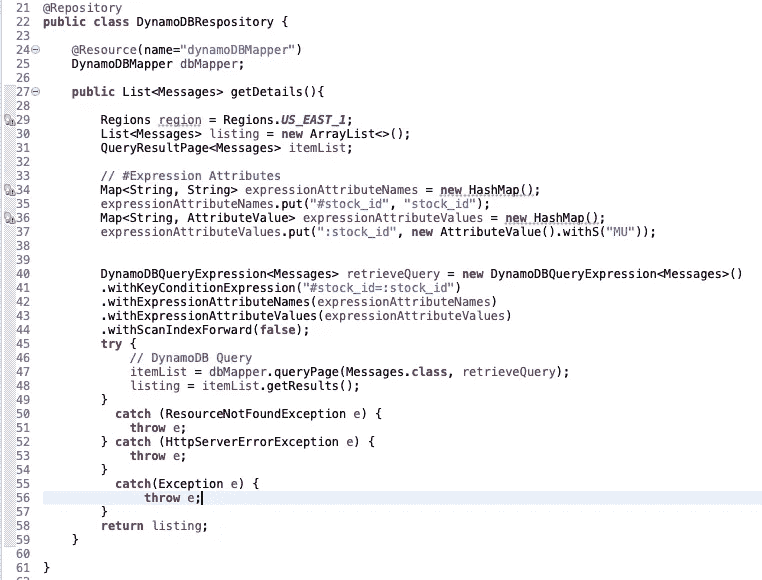 21 @Repository
22 public class DynamoDBRespository {
23
24 @Resource(name="dynamoDBMapper")
25 DynamoDBMapper dbMapper;
26
27 public List<Messages> getDetails(){
28
29 Regions region = Regions.US_EAST_1;
30 List<Messages> listing = new ArrayList<>();
31 QueryResultPage<Messages> itemList;
32
33 // #Expression Attributes
34 Map<String, String> expressionAttributeNames = new HashMap();
35 expressionAttributeNames.put("#stock_id", "stock_id");
36 Map<String, AttributeValue> expressionAttributeValues = new HashMap();
37 expressionAttributeValues.put(":stock_id", new AttributeValue().withS("MU"));
38
39
40 DynamoDBQueryExpression<Messages> retrieveQuery = new DynamoDBQueryExpression<Messages>()
41 .withKeyConditionExpression("#stock_id=:stock_id")
42 .withExpressionAttributeNames(expressionAttributeNames)
43 .withExpressionAttributeValues(expressionAttributeValues)
44 .withScanIndexForward(false);
45 try {
46 // DynamoDB Query
47 itemList = dbMapper.queryPage(Messages.class, retrieveQuery);
48 listing = itemList.getResults();
49 }
50 catch (ResourceNotFoundException e) {
51 throw e;
52 } catch (HttpServerErrorException e) {
53 throw e;
54 }
55 catch(Exception e) {
56 throw e;
57 }
58 return listing;
59 }
60
61 }